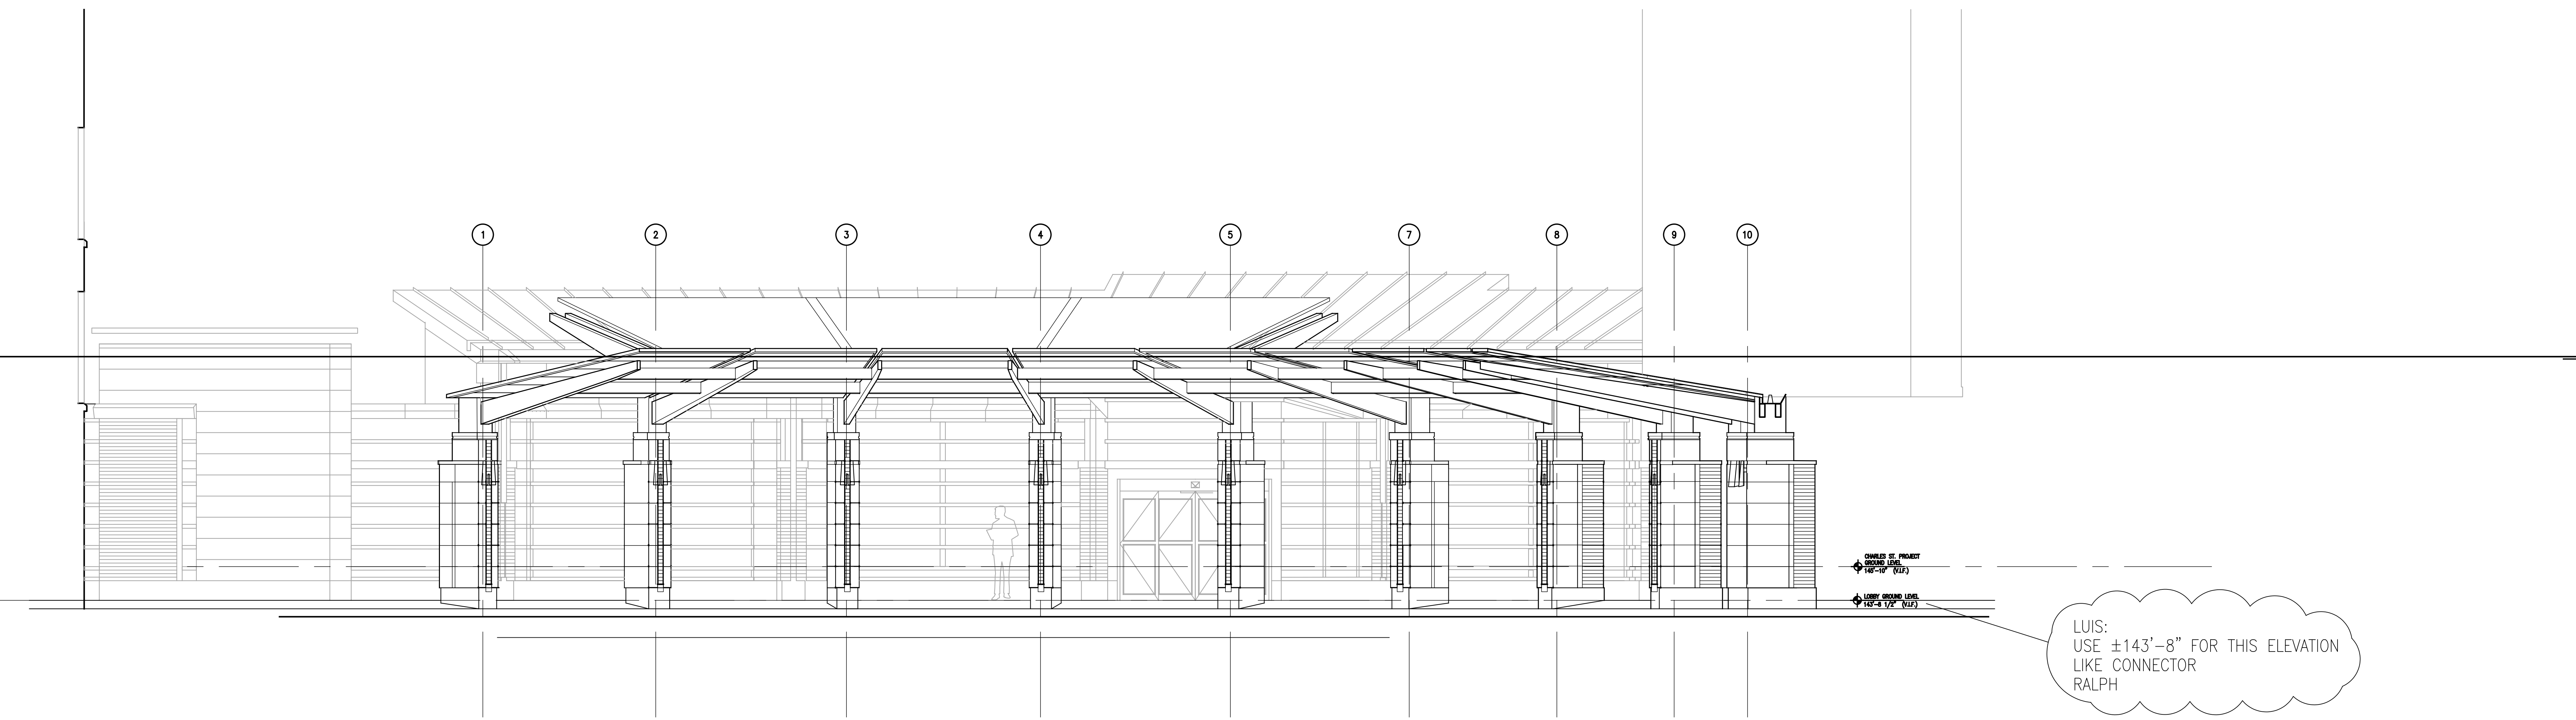 1
2
3
4
5
7
8
9
10
CHARLES ST. PROJECT
GROUND LEVEL
145'-10" (V.I.F.)
LOBBY GROUND LEVEL
143'-8 1/2" (V.I.F.)
LUIS:
USE ±143'-8" FOR THIS ELEVATION
LIKE CONNECTOR
RALPH